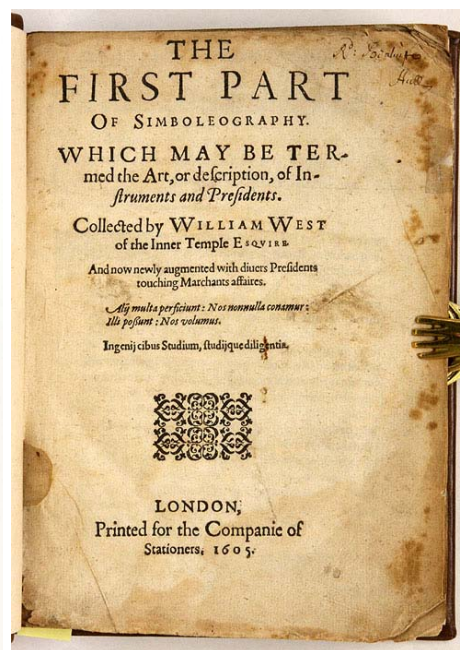 THE
FIRST PART
OF SIMBOLEOGRAPHY.
WHICH MAY BE TER-
med the Art, or deſcription, of In-
ſtruments and Preſidents.
Collected by WILLIAM WEST
of the Inner Temple ESQVIRE.
And now newly augmented with diuers Preſidents
touching Marchants affaires.
Alij multa perficiunt: Nos nonnulla conamur:
Illi poſſunt: Nos volumus.
Ingenij cibus Studium, ſtudijque diligentia.
LONDON,
Printed for the Companie of
Stationers, 1605.